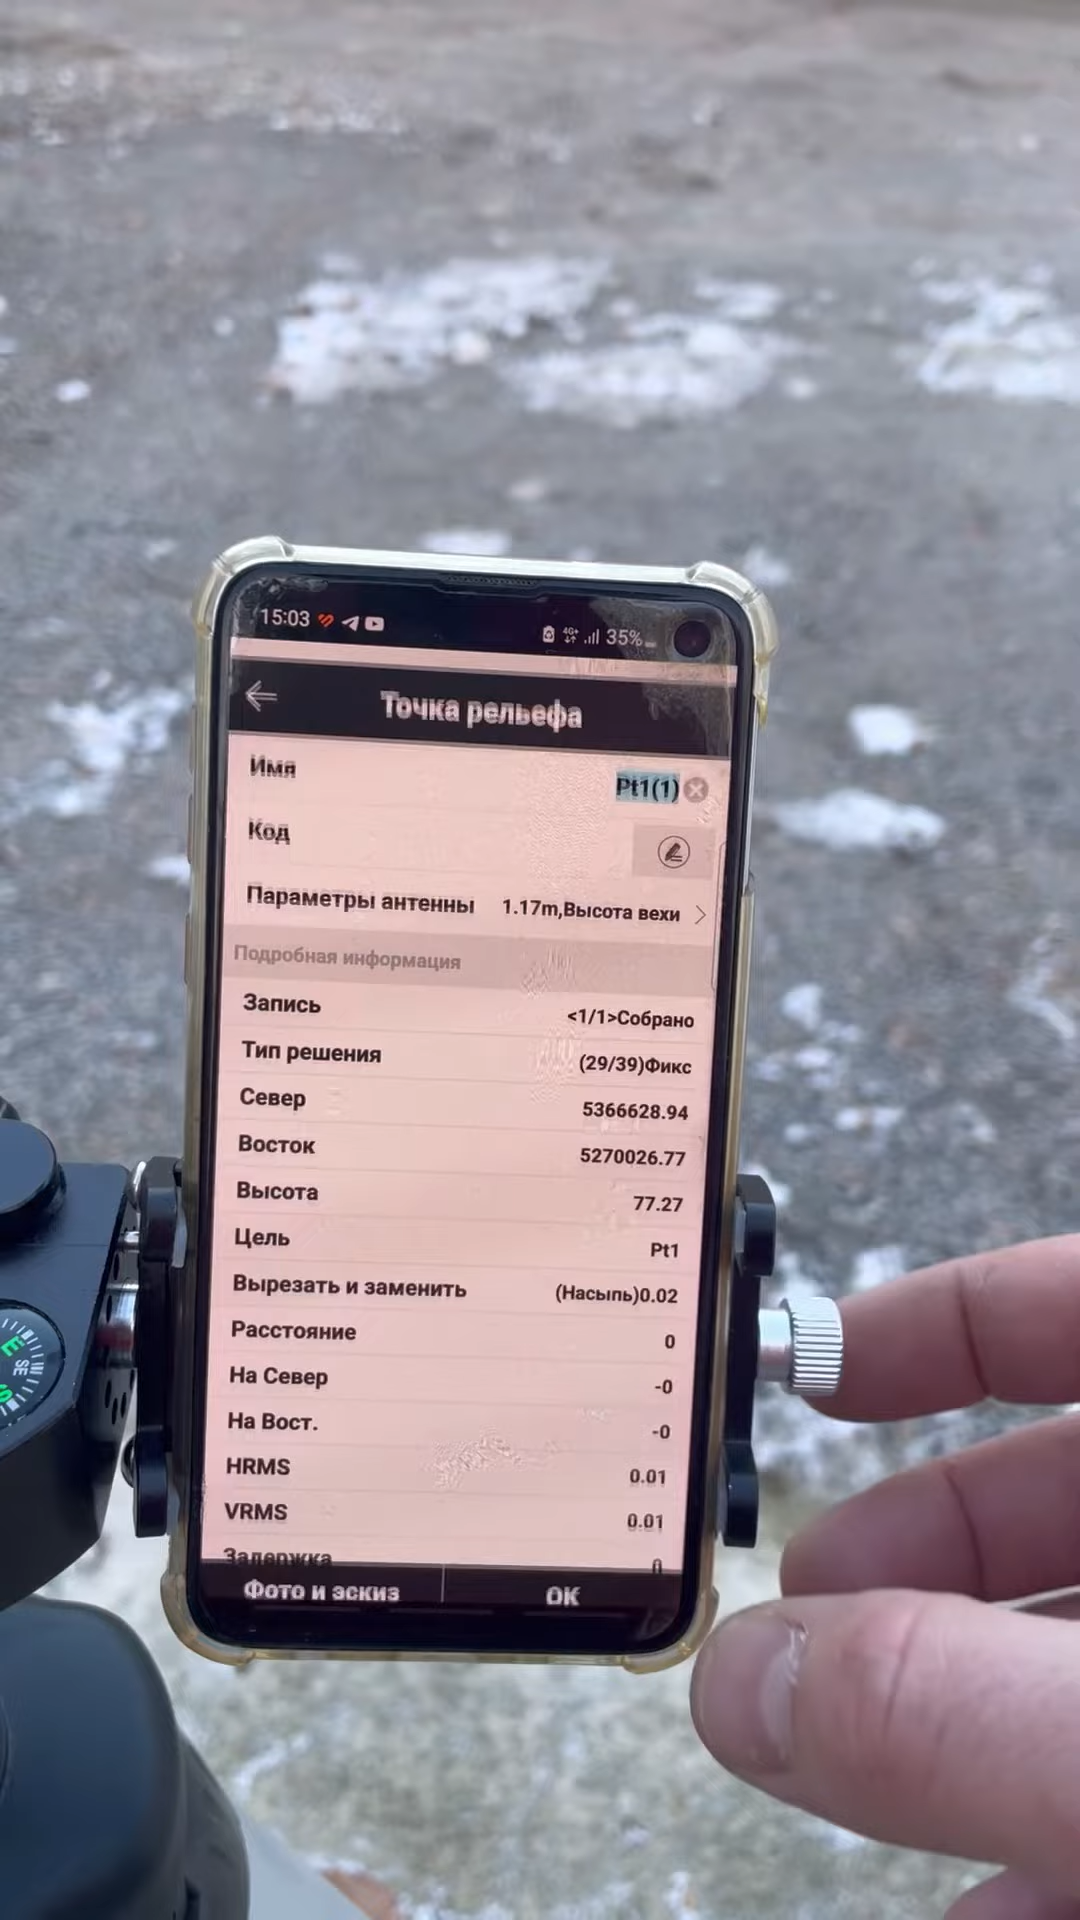 15:03 4G+ 35%
Точка рельефа
Имя Pt1(1)
Код
Параметры антенны 1.17m,Высота вехи
Подробная информация
Запись <1/1>Собрано
Тип решения (29/39)Фикс
Север 5366628.94
Восток 5270026.77
Высота 77.27
Цель Pt1
Вырезать и заменить (Насыпь)0.02
Расстояние 0
На Север -0
На Вост. -0
HRMS 0.01
VRMS 0.01
Задержка 0
Фото и эскиз OK
E
SE
S